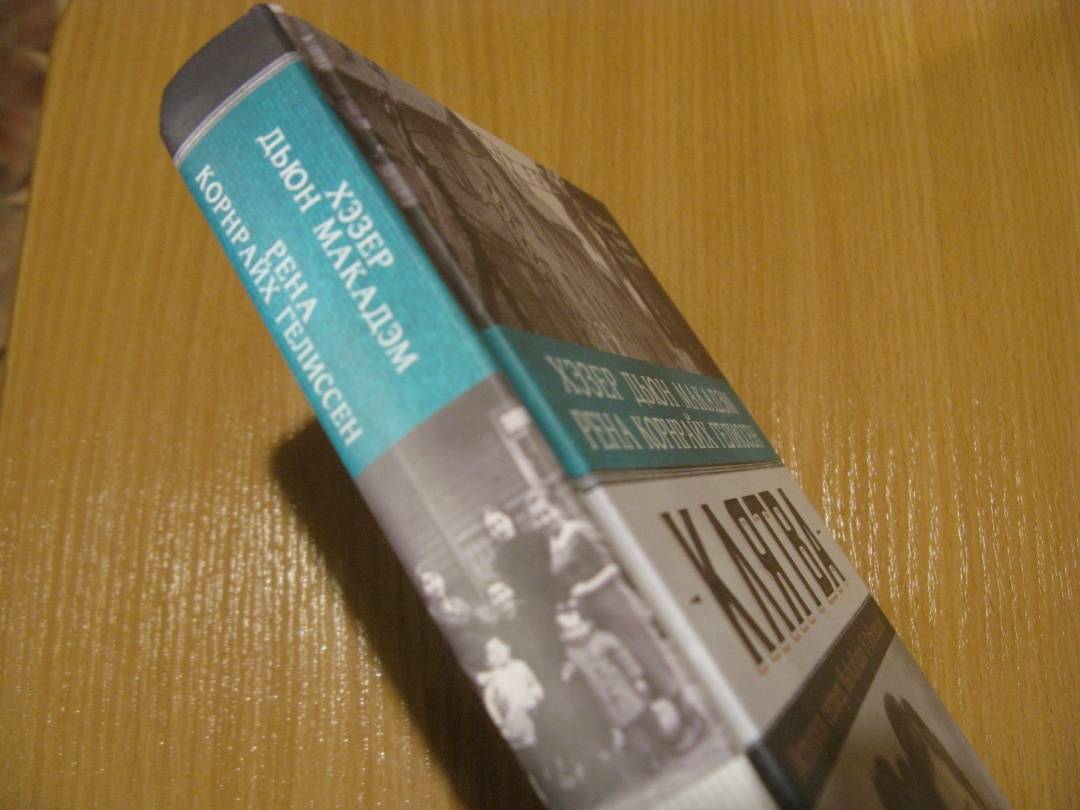 ХЭЗЕР
ДЬЮН МАКАДЭМ
РЕНА
КОРНРАЙХ ГЕЛИССЕН
ХЭЗЕР ДЬЮН МАКАДЭМ
РЕНА КОРНРАЙХ ГЕЛИССЕН
КЛЯТВА